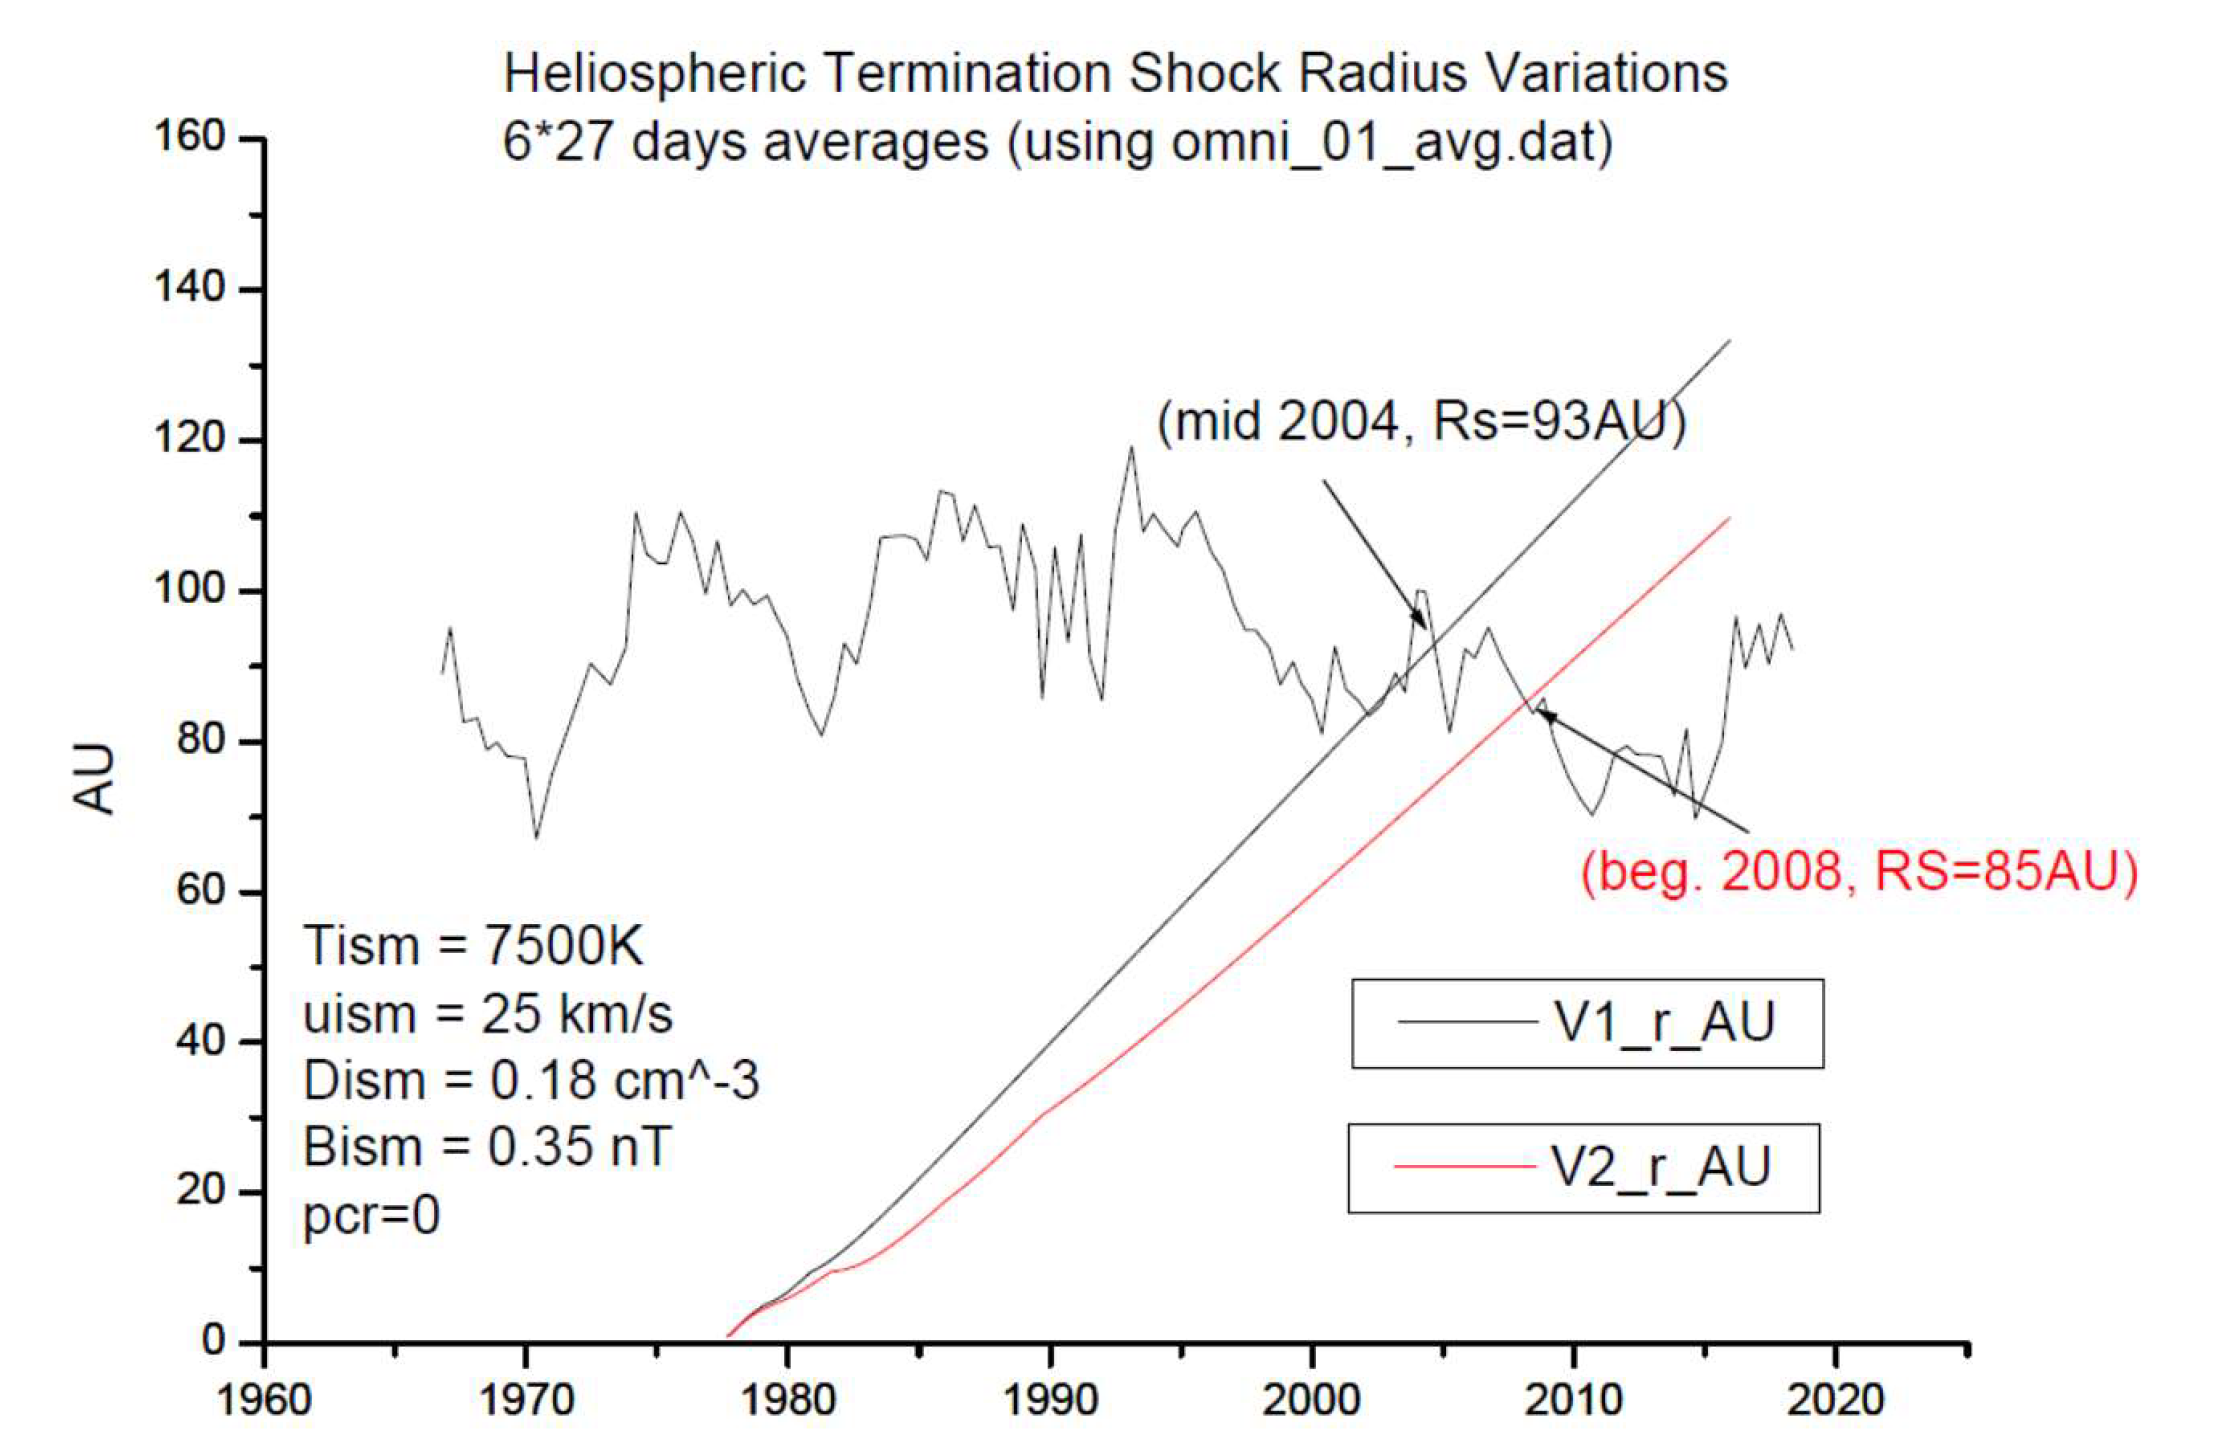 Heliospheric Termination Shock Radius Variations
6*27 days averages (using omni_01_avg.dat)
160
140
120
100
80
60
40
20
0
AU
(mid 2004, Rs=93AU)
(beg. 2008, RS=85AU)
Tism = 7500K
uism = 25 km/s
Dism = 0.18 cm^-3
Bism = 0.35 nT
pcr=0
V1_r_AU
V2_r_AU
1960 1970 1980 1990 2000 2010 2020